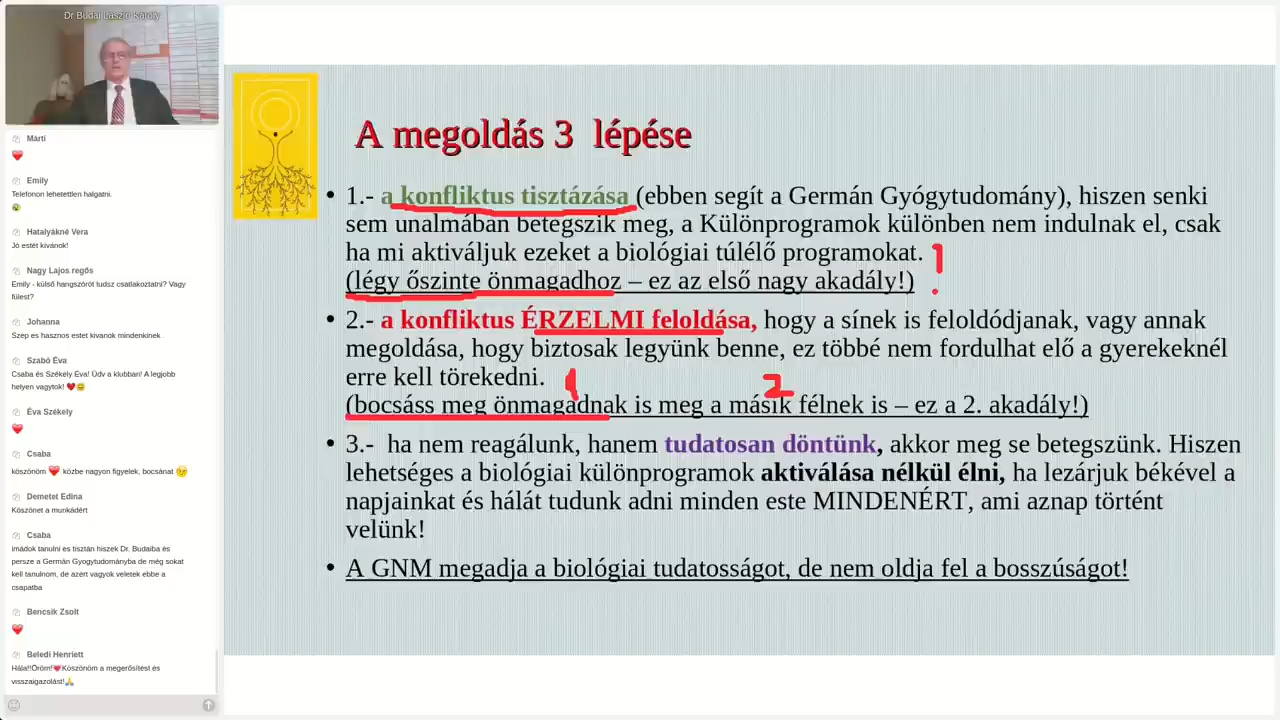 Dr Budai László Károly
Márti
❤️
Emily
Telefonon lehetettlen halgatni.
😰
Hatalyákné Vera
Jó estét kivánok!
Nagy Lajos regős
Emily - külső hangszórót tudsz csatlakoztatni? Vagy
fülest?
Johanna
Szep es hasznos estet kivanok mindenkinek
Szabó Éva
Csaba és Székely Éva! Üdv a klubban! A legjobb
helyen vagytok! ❤️😀
Éva Székely
❤️
Csaba
köszönöm ❤️ közbe nagyon figyelek, bocsánat
Demetet Edina
Köszönet a munkádért
Csaba
imádok tanulni es tisztán hiszek Dr. Budaiba és
persze a Germán Gyogytudományba de még sokat
kell tanulnom, de azért vagyok veletek ebbe a
csapatba
Bencsik Zsolt
❤️
Beledi Henriett
Hála!!Öröm!💗Köszönöm a megerősítést és
visszaigazolást!🙏
A megoldás 3 lépése
• 1.- a konfliktus tisztázása (ebben segít a Germán Gyógytudomány), hiszen senki
sem unalmában betegszik meg, a Különprogramok különben nem indulnak el, csak
ha mi aktiváljuk ezeket a biológiai túlélő programokat. !
(légy őszinte önmagadhoz – ez az első nagy akadály!)
• 2.- a konfliktus ÉRZELMI feloldása, hogy a sínek is feloldódjanak, vagy annak
megoldása, hogy biztosak legyünk benne, ez többé nem fordulhat elő a gyerekeknél
erre kell törekedni. 1 2
(bocsáss meg önmagadnak is meg a másik félnek is – ez a 2. akadály!)
• 3.- ha nem reagálunk, hanem tudatosan döntünk, akkor meg se betegszünk. Hiszen
lehetséges a biológiai különprogramok aktiválása nélkül élni, ha lezárjuk békével a
napjainkat és hálát tudunk adni minden este MINDENÉRT, ami aznap történt
velünk!
• A GNM megadja a biológiai tudatosságot, de nem oldja fel a bosszúságot!